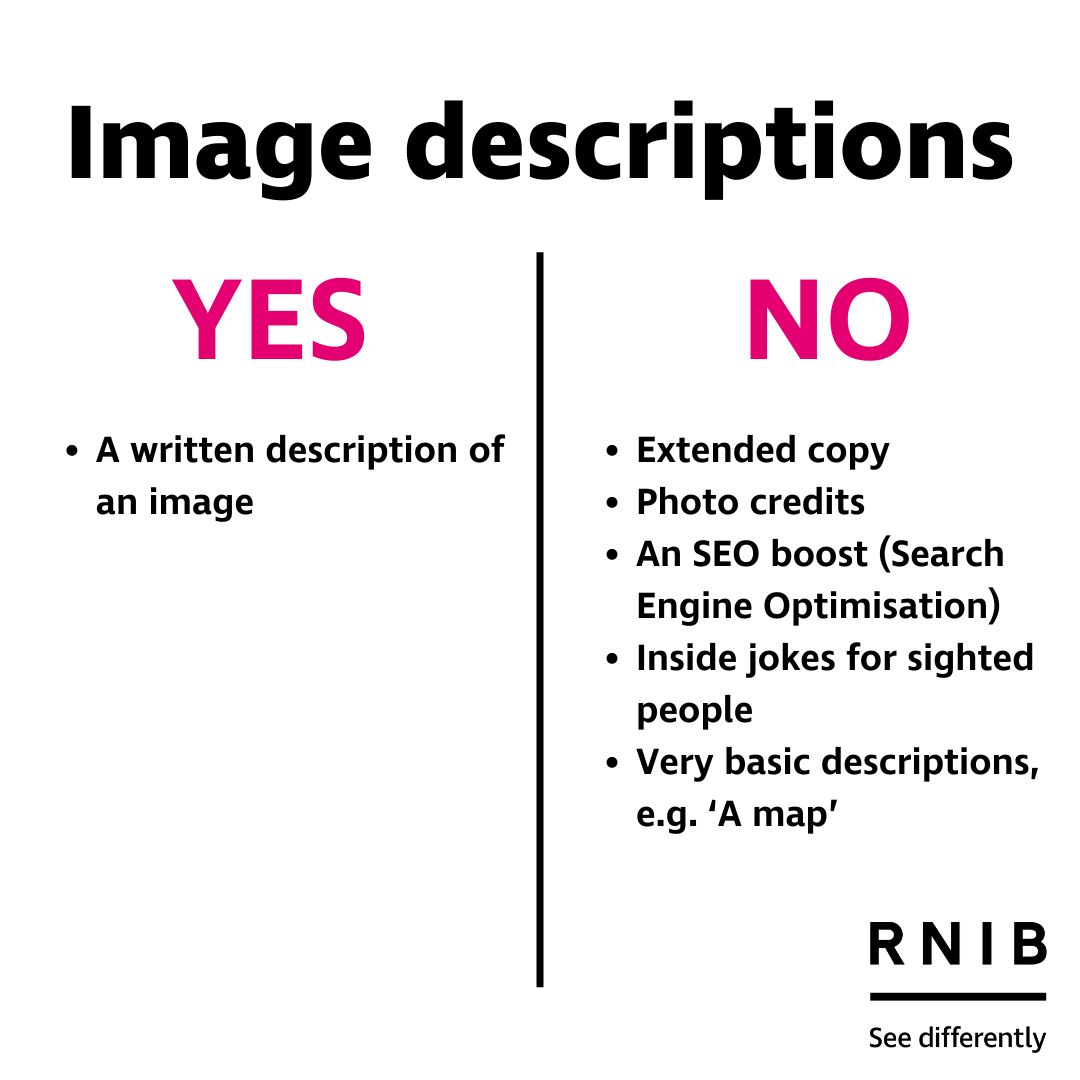 Image descriptions
YES
• A written description of
an image
NO
• Extended copy
• Photo credits
• An SEO boost (Search
Engine Optimisation)
• Inside jokes for sighted
people
• Very basic descriptions,
e.g. ‘A map’
RNIB
See differently